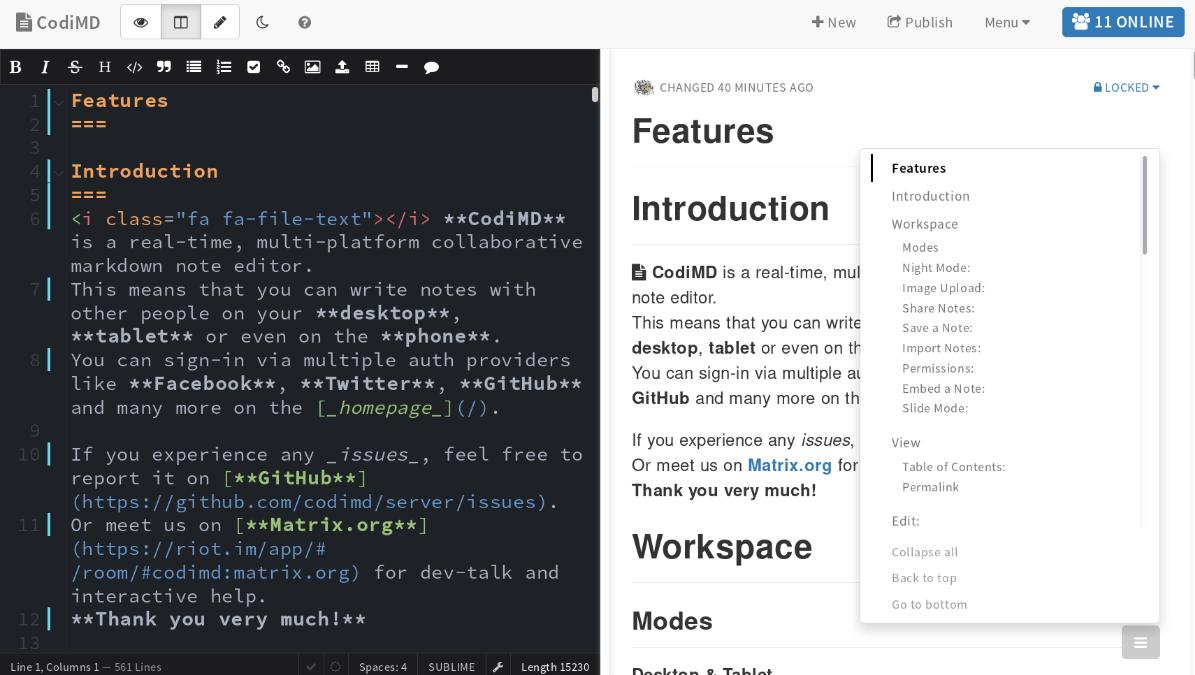 CodiMD
New
Publish
Menu
11 ONLINE
B I S H </>
1 Features
2 ===
3
4 Introduction
5 ===
6 <i class="fa fa-file-text"></i> **CodiMD**
is a real-time, multi-platform collaborative
markdown note editor.
7 This means that you can write notes with
other people on your **desktop**,
**tablet** or even on the **phone**.
8 You can sign-in via multiple auth providers
like **Facebook**, **Twitter**, **GitHub**
and many more on the [_homepage_](/).
9
10 If you experience any _issues_, feel free to
report it on [**GitHub**]
(https://github.com/codimd/server/issues).
11 Or meet us on [**Matrix.org**]
(https://riot.im/app/#
/room/#codimd:matrix.org) for dev-talk and
interactive help.
12 **Thank you very much!**
13
Line 1, Columns 1 — 561 Lines
Spaces: 4
SUBLIME
Length 15230
CHANGED 40 MINUTES AGO
LOCKED
Features
Introduction
CodiMD is a real-time, mul
note editor.
This means that you can write
desktop, tablet or even on th
You can sign-in via multiple au
GitHub and many more on th
If you experience any issues,
Or meet us on Matrix.org for
Thank you very much!
Workspace
Modes
Desktop & Tablet
Features
Introduction
Workspace
Modes
Night Mode:
Image Upload:
Share Notes:
Save a Note:
Import Notes:
Permissions:
Embed a Note:
Slide Mode:
View
Table of Contents:
Permalink
Edit:
Collapse all
Back to top
Go to bottom